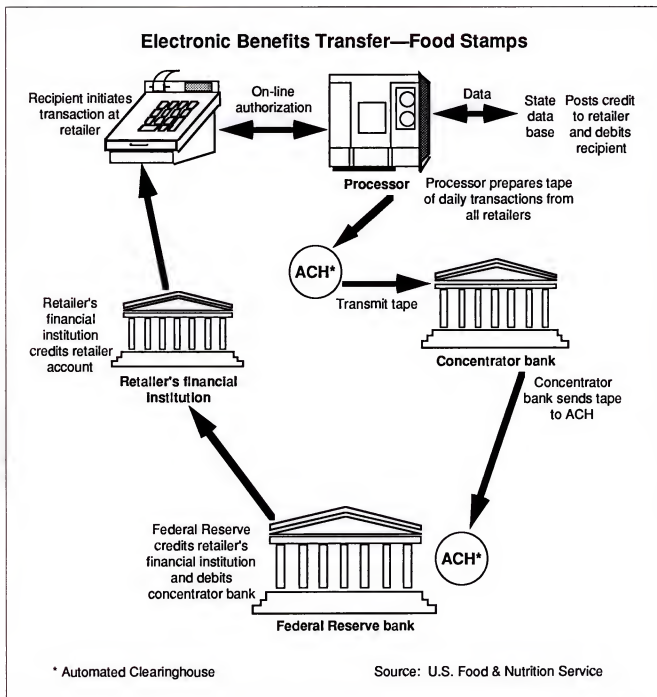 Electronic Benefits Transfer—Food Stamps
Recipient initiates
transaction at
retailer
On-line
authorization
Data
State
data
base
Posts credit
to retailer
and debits
recipient
Processor
Processor prepares tape
of daily transactions from
all retailers
ACH*
Transmit tape
Concentrator bank
Retailer's
financial
institution
credits retailer
account
Retailer's financial
institution
Concentrator
bank sends tape
to ACH
Federal Reserve
credits retailer's
financial institution
and debits
concentrator bank
ACH*
Federal Reserve bank
* Automated Clearinghouse
Source: U.S. Food & Nutrition Service